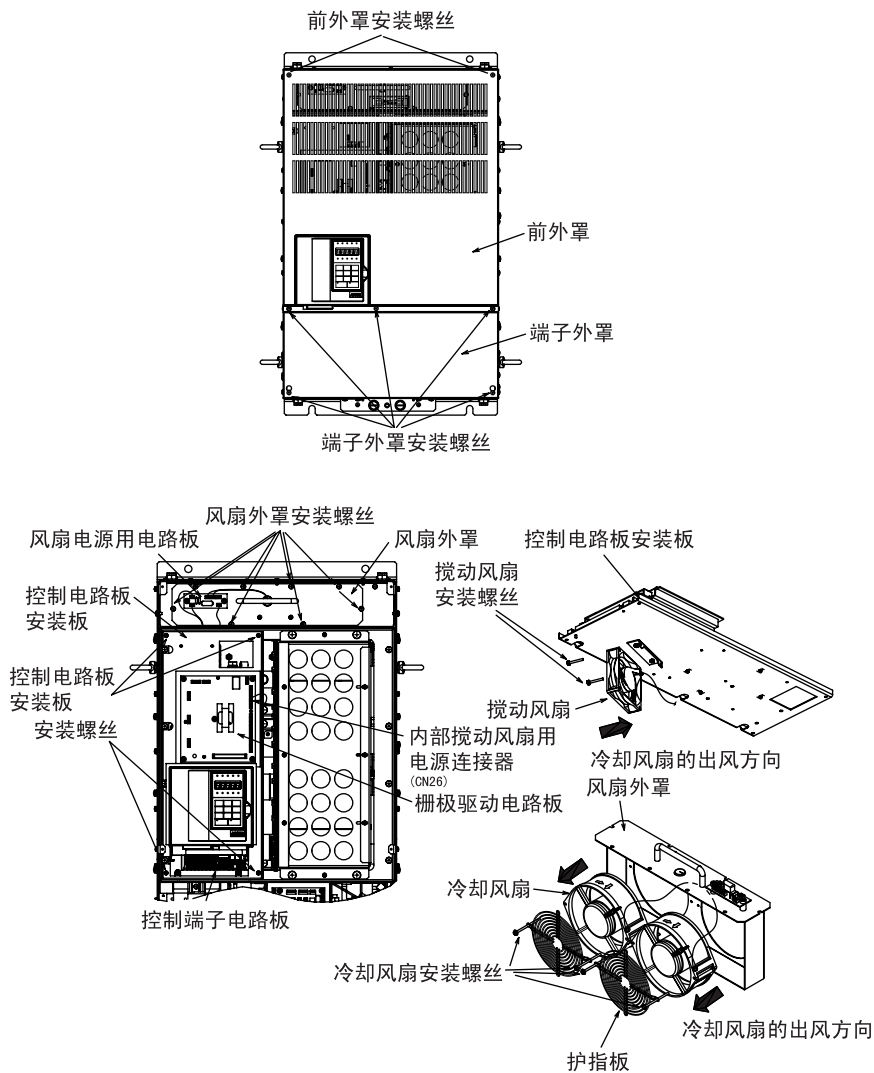 前外罩安装螺丝
前外罩
端子外罩
端子外罩安装螺丝
风扇外罩安装螺丝
风扇电源用电路板
风扇外罩
控制电路板安装板
控制电路板
安装板
搅动风扇
安装螺丝
控制电路板
安装板
安装螺丝
搅动风扇
内部搅动风扇用
电源连接器
(CN26)
冷却风扇的出风方向
风扇外罩
栅极驱动电路板
冷却风扇
控制端子电路板
冷却风扇安装螺丝
冷却风扇的出风方向
护指板